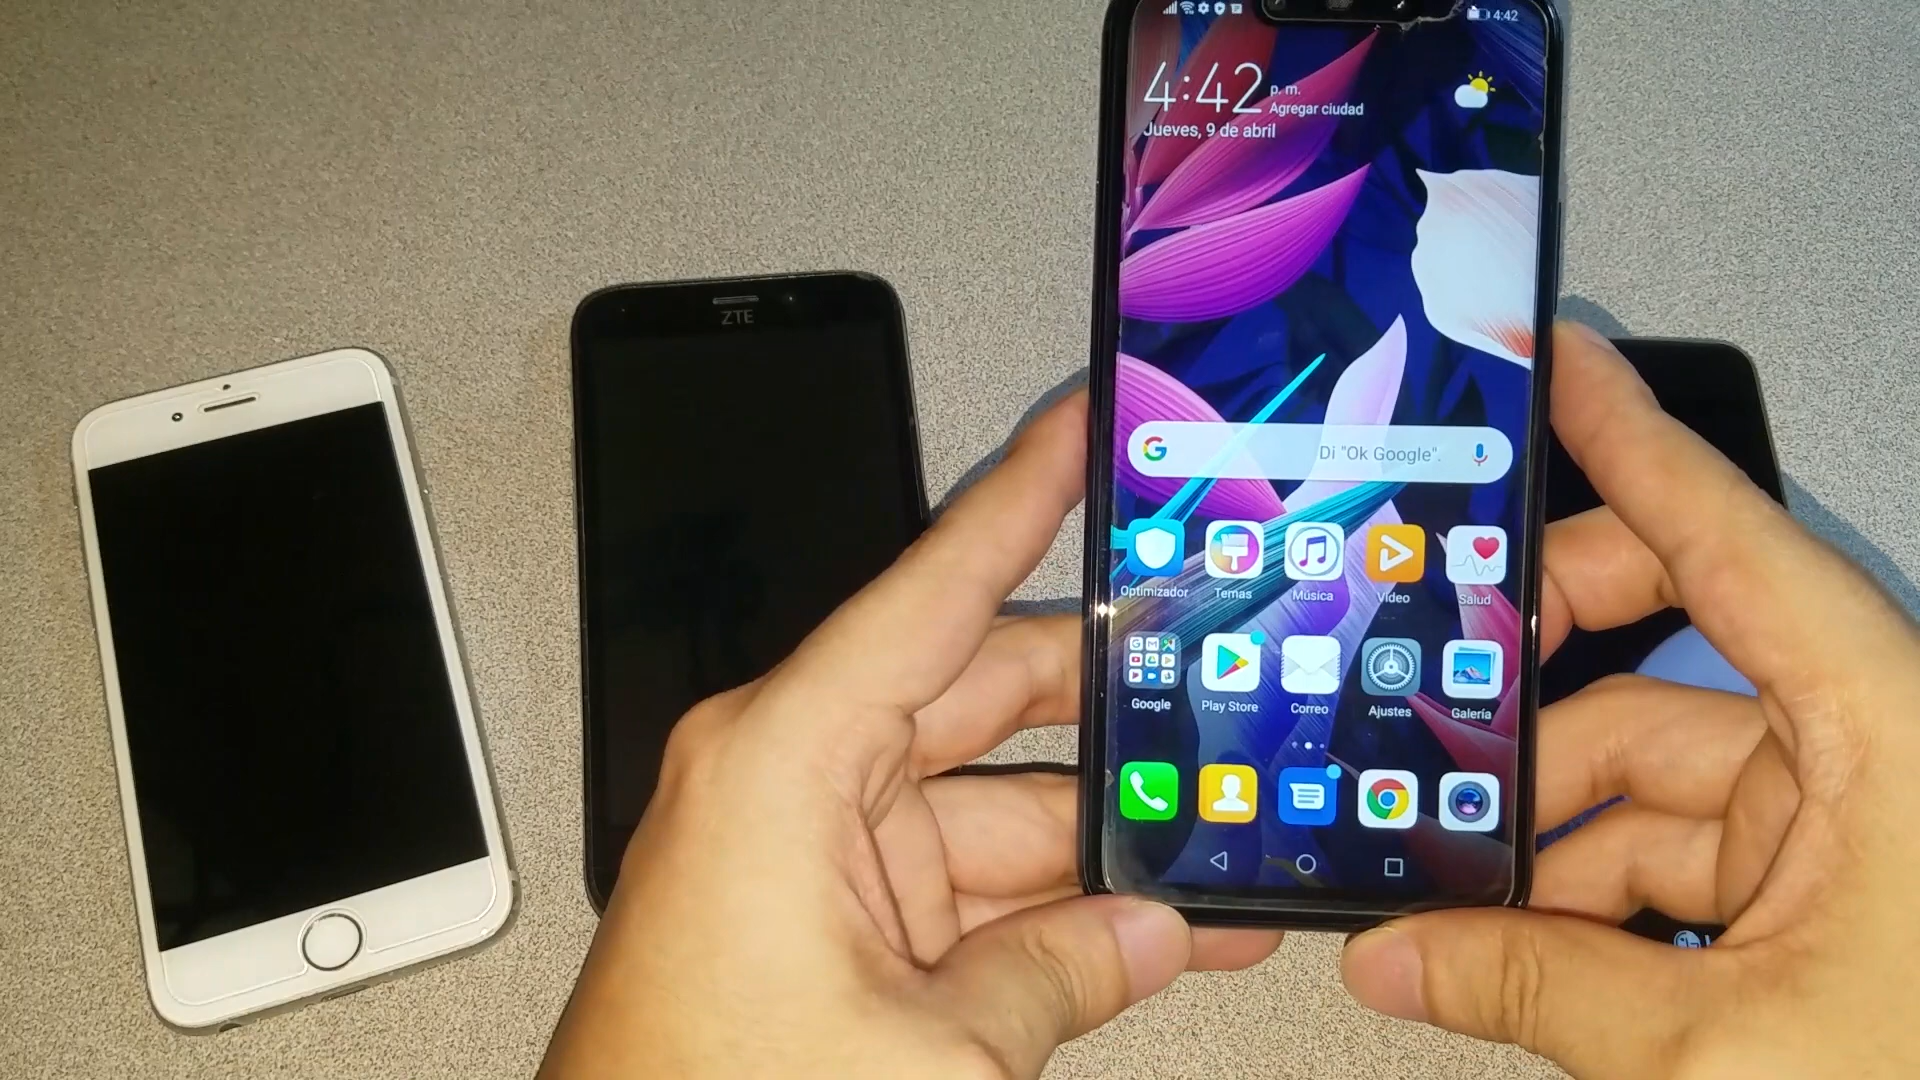 4:42
4:42 p. m.
Agregar ciudad
Jueves, 9 de abril
ZTE
Di "Ok Google".
Optimizador
Temas
Música
Video
Salud
Google
Play Store
Correo
Ajustes
Galería